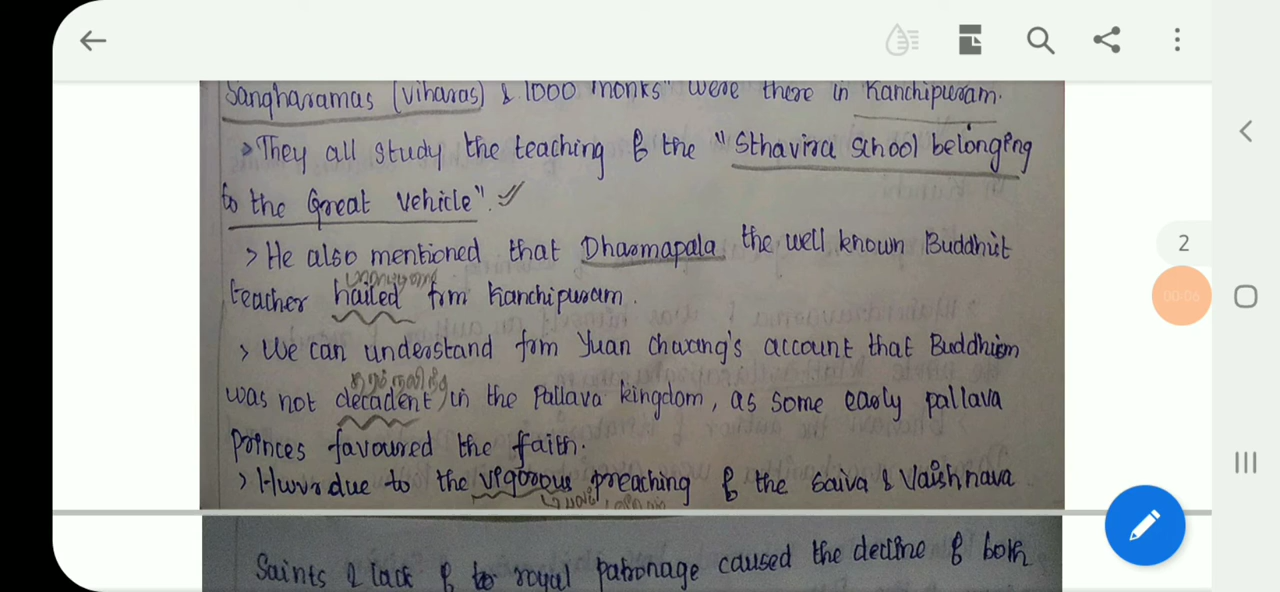 Sangharamas (viharas) & 1000 monks" were there in Kanchipuram.
> They all study the teaching of the "Sthavira School belonging
to the Great Vehicle".
> He also mentioned that Dharmapala the well known Buddhist
teacher hailed from Kanchipuram.
2
00:06
> We can understand from Yuan chwang's account that Buddhism
was not decadent in the Pallava kingdom, as some early pallava
princes favoured the faith.
> Hwvr due to the vigorous preaching of the Saiva & Vaishnava
Saints & lack of royal patronage caused the decline of both